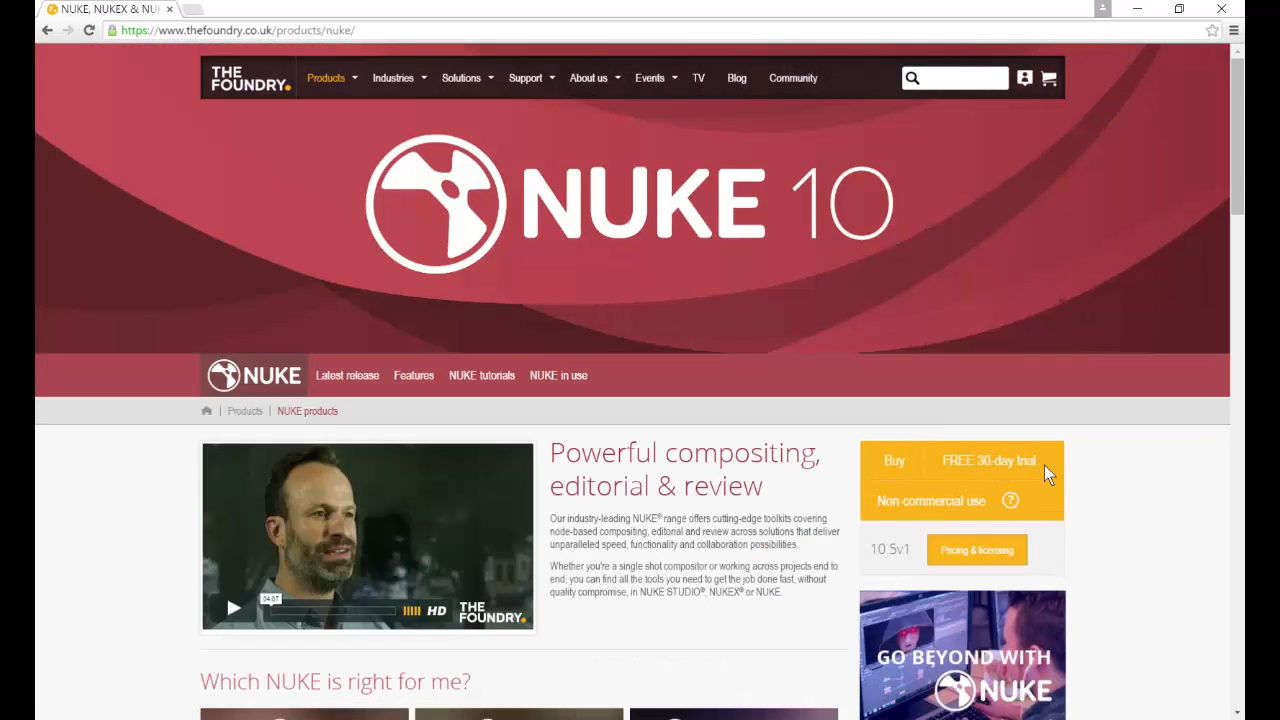 NUKE, NUKEX & NU
https://www.thefoundry.co.uk/products/nuke/
THE FOUNDRY.
Products Industries Solutions Support About us Events TV Blog Community
NUKE 10
NUKE Latest release Features NUKE tutorials NUKE in use
Products | NUKE products
Powerful compositing,
editorial & review
Our industry-leading NUKE® range offers cutting-edge toolkits covering
node-based compositing, editorial and review across solutions that deliver
unparalleled speed, functionality and collaboration possibilities.
Whether you're a single shot compositor or working across projects end to
end, you can find all the tools you need to get the job done fast, without
quality compromise, in NUKE STUDIO®, NUKEX® or NUKE.
04:07
HD
THE FOUNDRY.
Buy FREE 30-day trial
Non-commercial use ?
10.5v1 Pricing & licensing
GO BEYOND WITH
NUKE
Which NUKE is right for me?